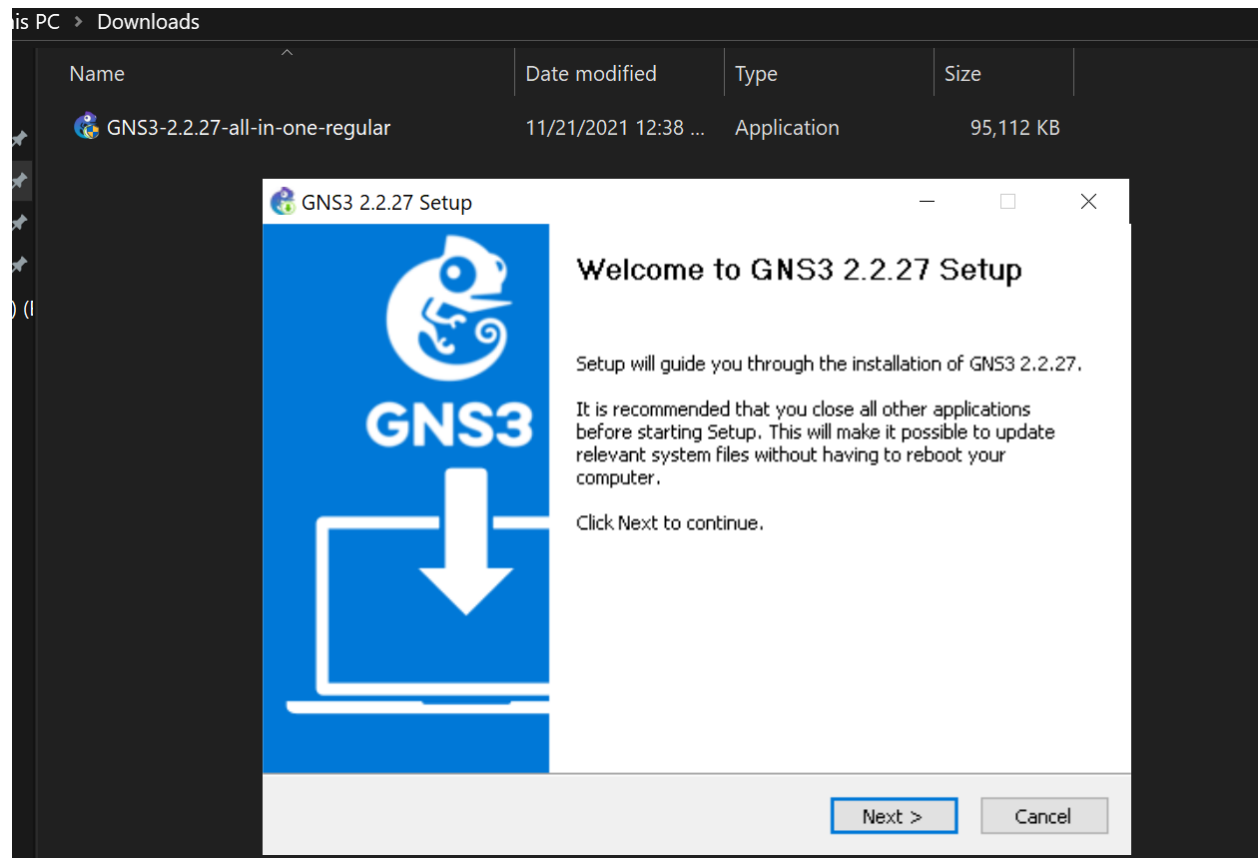 is PC > Downloads
Name Date modified Type Size
GNS3-2.2.27-all-in-one-regular 11/21/2021 12:38 ... Application 95,112 KB
) (
GNS3 2.2.27 Setup
GNS3
Welcome to GNS3 2.2.27 Setup
Setup will guide you through the installation of GNS3 2.2.27.
It is recommended that you close all other applications
before starting Setup. This will make it possible to update
relevant system files without having to reboot your
computer.
Click Next to continue.
Next >
Cancel